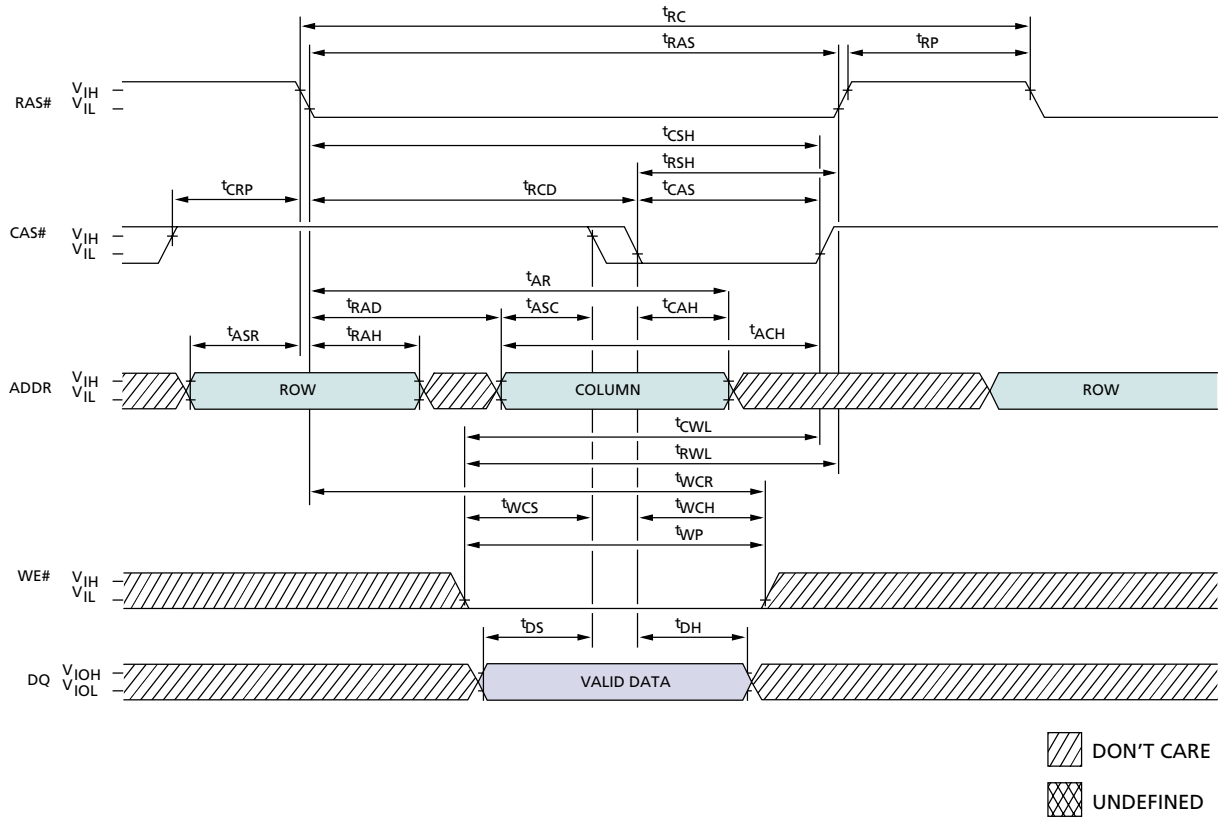 tRC
tRAS
tRP
RAS#
VIH
VIL
tCSH
tRSH
tCRP
tRCD
tCAS
CAS#
VIH
VIL
tAR
tRAD
tASC
tCAH
tASR
tRAH
tACH
ADDR
VIH
VIL
ROW
COLUMN
ROW
tCWL
tRWL
tWCR
tWCS
tWCH
tWP
WE#
VIH
VIL
tDS
tDH
DQ
VIOH
VIOL
VALID DATA
DON'T CARE
UNDEFINED